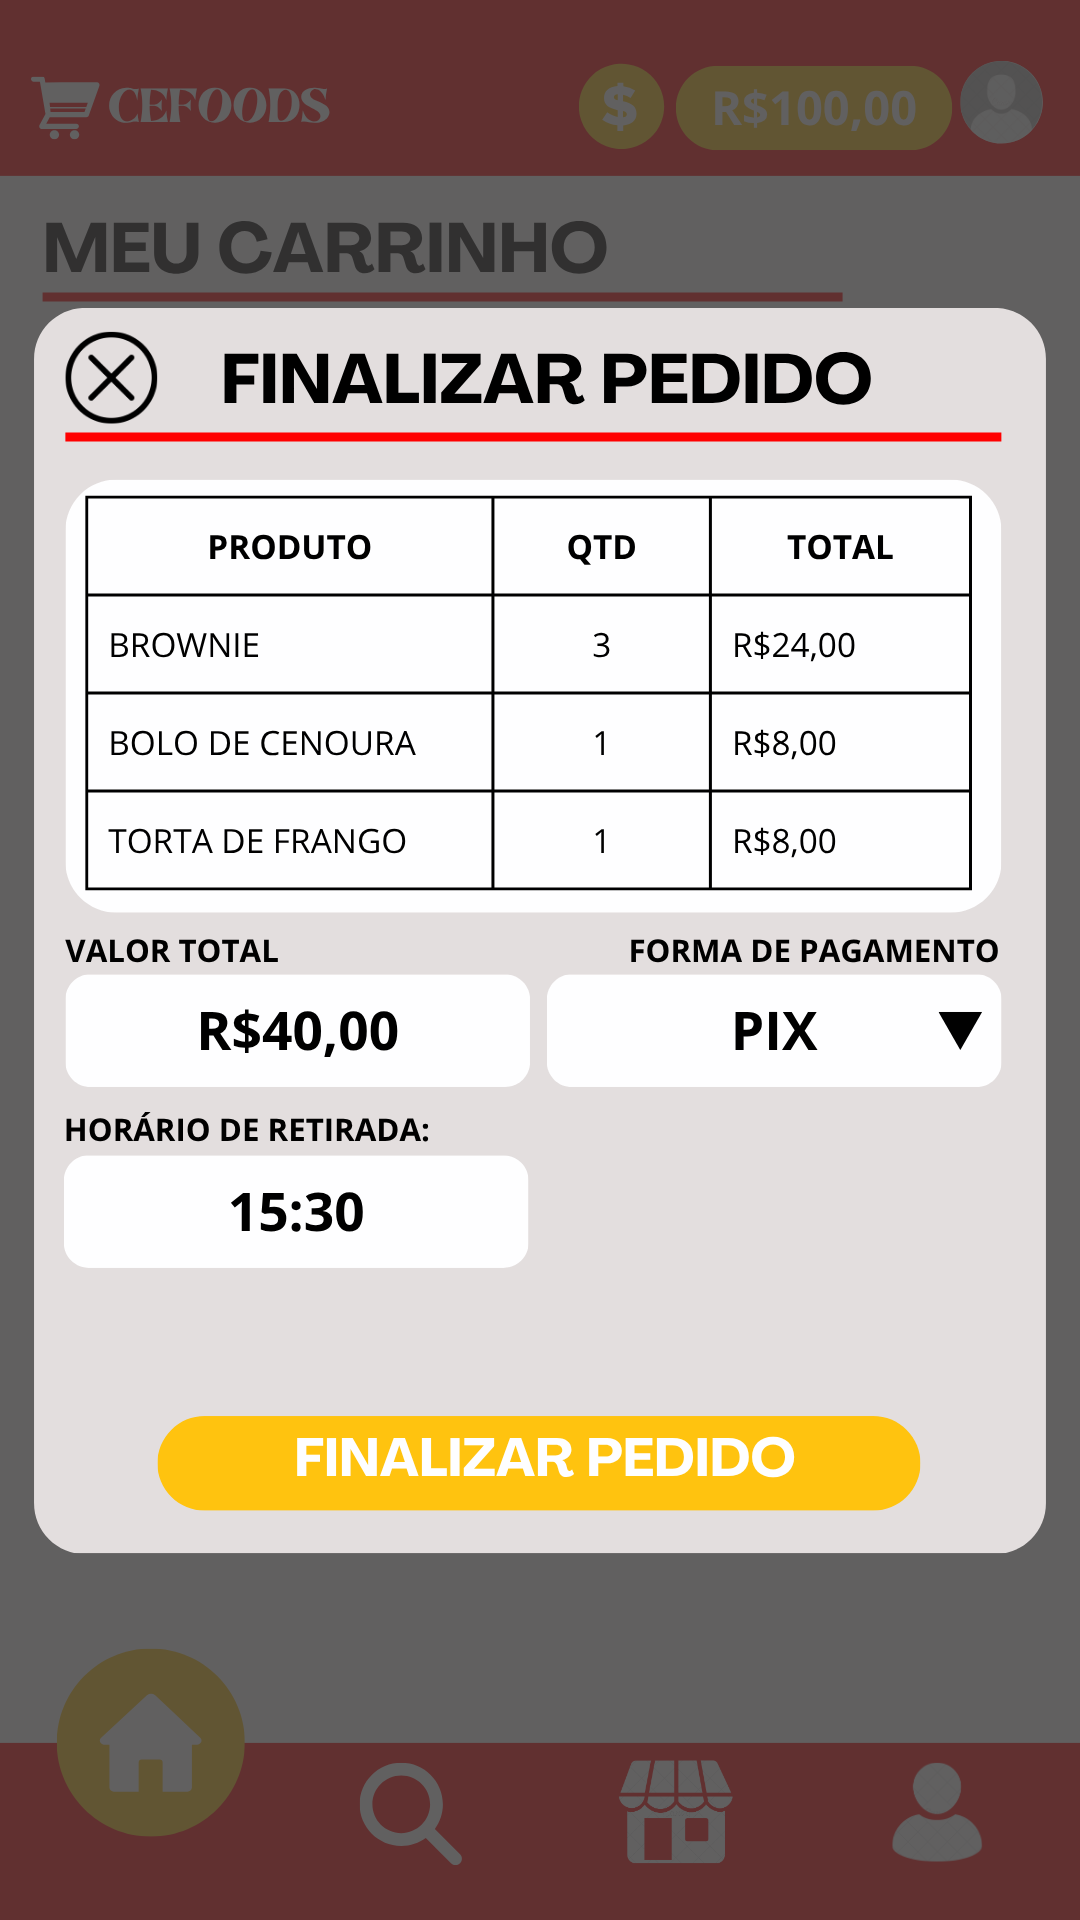 CEFOODS
$ R$100,00
MEU CARRINHO
FINALIZAR PEDIDO
PRODUTO QTD TOTAL
BROWNIE 3 R$24,00
BOLO DE CENOURA 1 R$8,00
TORTA DE FRANGO 1 R$8,00
VALOR TOTAL FORMA DE PAGAMENTO
R$40,00 PIX
HORÁRIO DE RETIRADA:
15:30
FINALIZAR PEDIDO